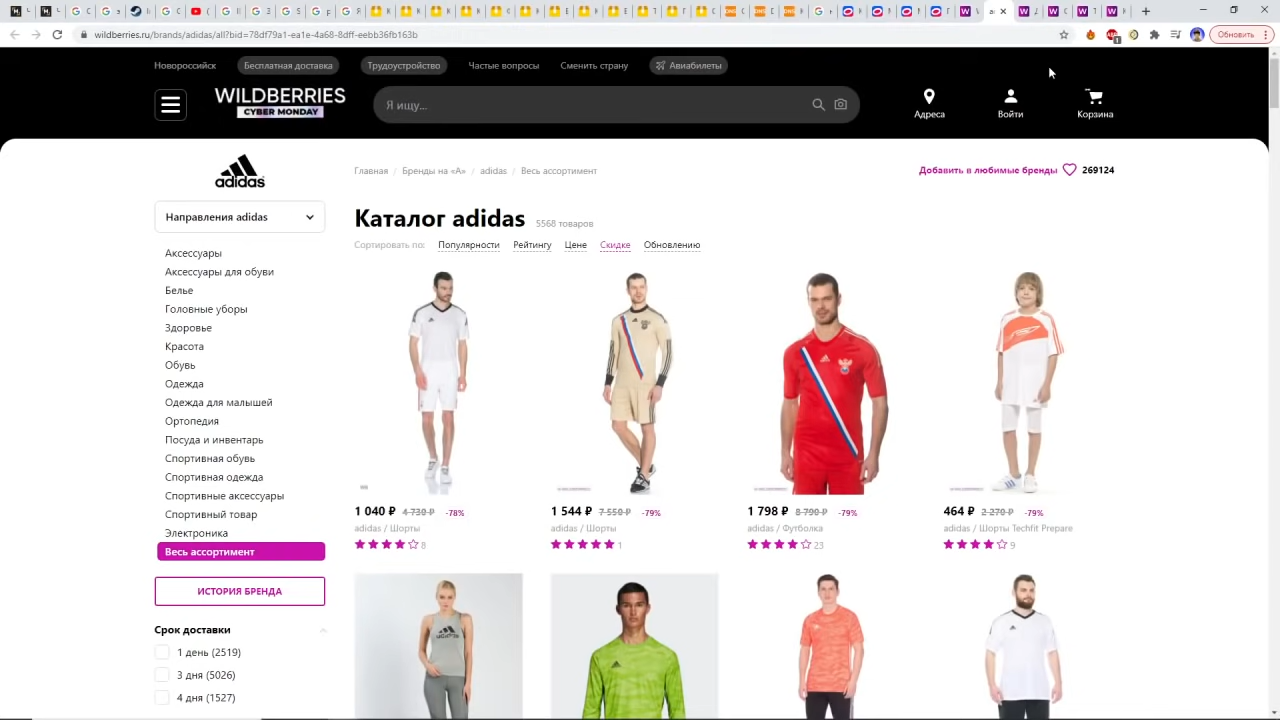 wildberries.ru/brands/adidas/all?bid=78df79a1-ea1e-4a68-8dff-eebb36fb163b
Обновить
Новороссийск
Бесплатная доставка
Трудоустройство
Частые вопросы
Сменить страну
Авиабилеты
WILDBERRIES
CYBER MONDAY
Я ищу...
Адреса
Войти
Корзина
adidas
Главная / Бренды на «A» / adidas / Весь ассортимент
Добавить в любимые бренды 269124
Направления adidas
Аксессуары
Аксессуары для обуви
Белье
Головные уборы
Здоровье
Красота
Обувь
Одежда
Одежда для малышей
Ортопедия
Посуда и инвентарь
Спортивная обувь
Спортивная одежда
Спортивные аксессуары
Спортивный товар
Электроника
Весь ассортимент
ИСТОРИЯ БРЕНДА
Срок доставки
1 день (2519)
3 дня (5026)
4 дня (1527)
Каталог adidas 5568 товаров
Сортировать по: Популярности Рейтингу Цене Скидке Обновлению
1 040 ₽ 4 730 ₽ -78%
adidas / Шорты
8
1 544 ₽ 7 550 ₽ -79%
adidas / Шорты
1
1 798 ₽ 8 790 ₽ -79%
adidas / Футболка
23
464 ₽ 2 270 ₽ -79%
adidas / Шорты Techfit Prepare
9